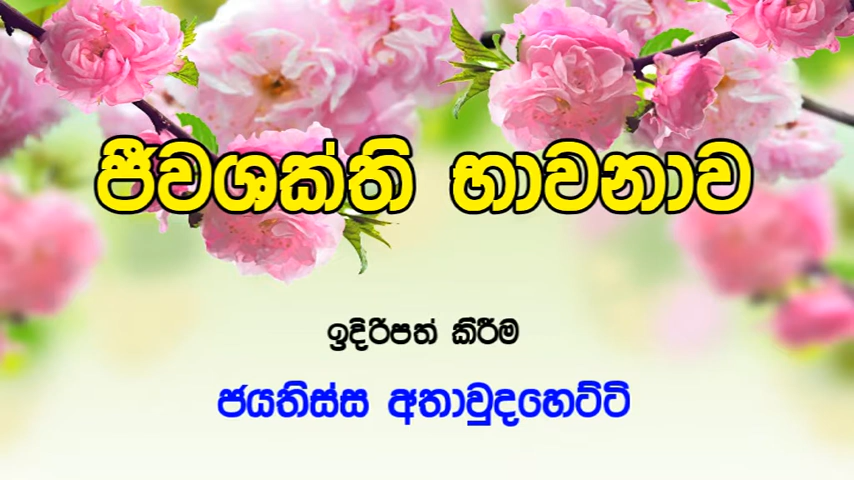 ජීවශක්ති භාවනාව
ඉදිරිපත් කිරීම
ජයතිස්ස අතාවුදහෙට්ටි